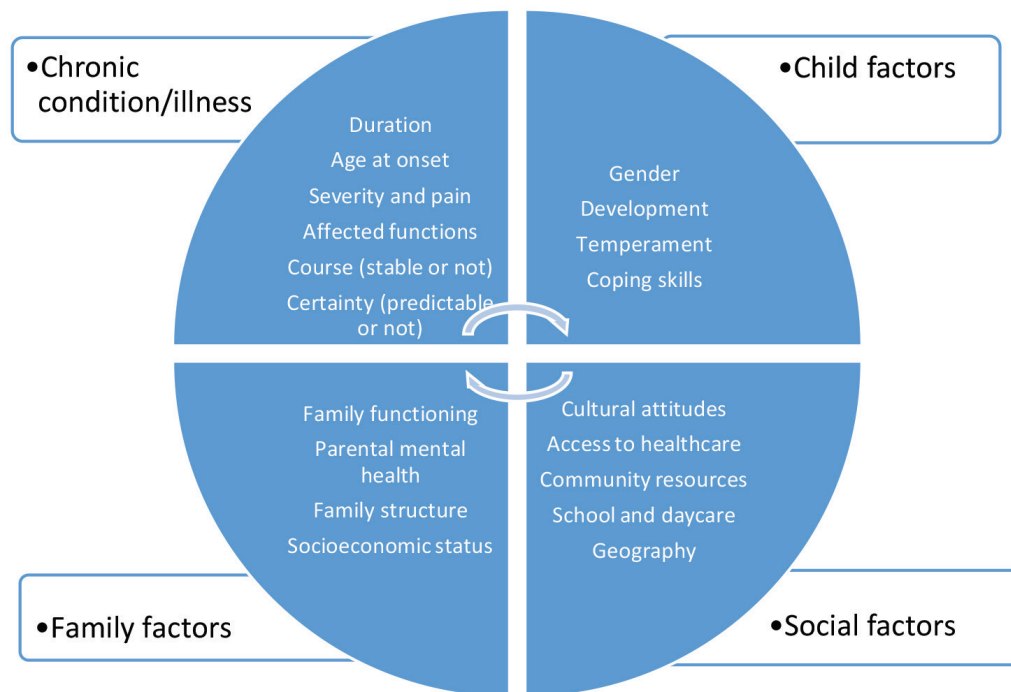 •Chronic
condition/illness
Duration
Age at onset
Severity and pain
Affected functions
Course (stable or not)
Certainty (predictable
or not)
•Child factors
Gender
Development
Temperament
Coping skills
Family functioning
Parental mental
health
Family structure
Socioeconomic status
•Family factors
Cultural attitudes
Access to healthcare
Community resources
School and daycare
Geography
•Social factors